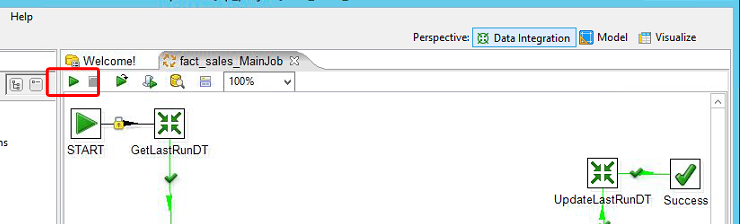 Help
Perspective: Data Integration Model Visualize
Welcome! fact_sales_MainJob
100%
START GetLastRunDT
UpdateLastRunDT Success